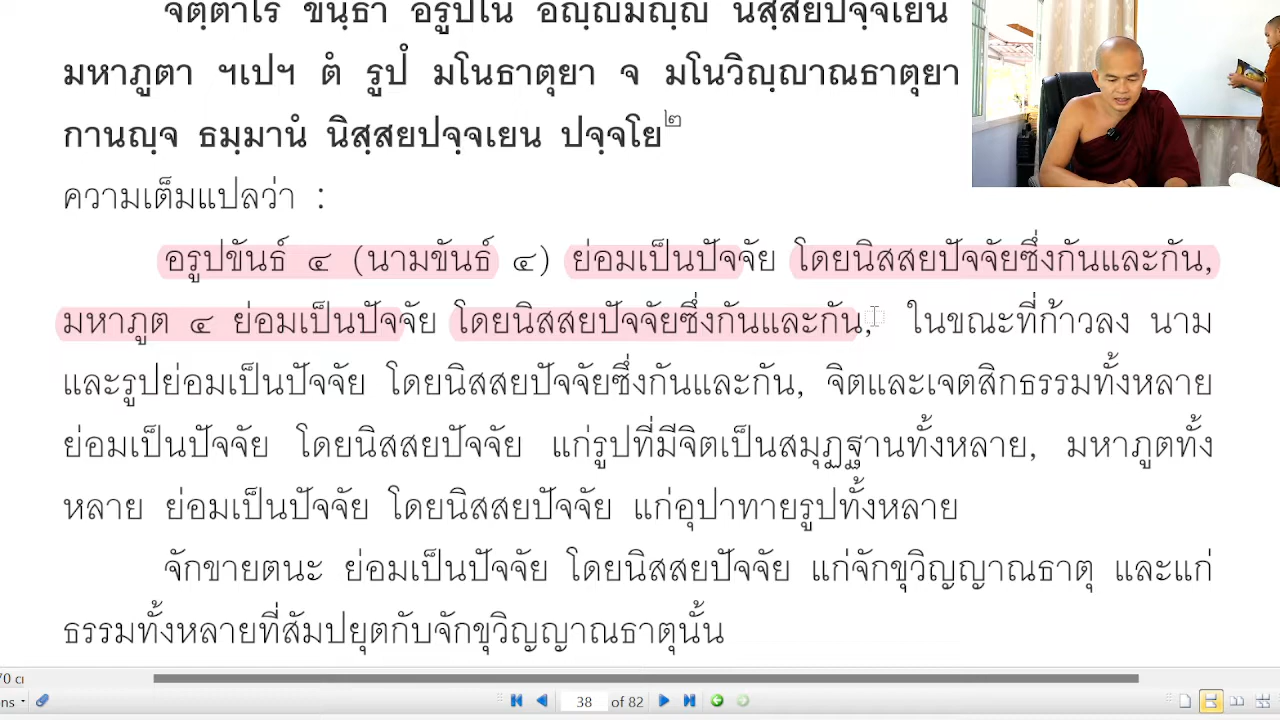 จตฺตาโร ขนฺธา อรูปิโน อญฺญมญฺญํ นิสฺสยปจฺจเยน
มหาภูตา ฯเปฯ ตํ รูปํ มโนธาตุยา จ มโนวิญฺญาณธาตุยา
กานญฺจ ธมฺมานํ นิสฺสยปจฺจเยน ปจฺจโย๒
ความเต็มแปลว่า :
อรูปขันธ์ ๔ (นามขันธ์ ๔) ย่อมเป็นปัจจัย โดยนิสสยปัจจัยซึ่งกันและกัน,
มหาภูต ๔ ย่อมเป็นปัจจัย โดยนิสสยปัจจัยซึ่งกันและกัน, ในขณะที่ก้าวลง นาม
และรูปย่อมเป็นปัจจัย โดยนิสสยปัจจัยซึ่งกันและกัน, จิตและเจตสิกธรรมทั้งหลาย
ย่อมเป็นปัจจัย โดยนิสสยปัจจัย แก่รูปที่มีจิตเป็นสมุฏฐานทั้งหลาย, มหาภูตทั้ง
หลาย ย่อมเป็นปัจจัย โดยนิสสยปัจจัย แก่อุปาทายรูปทั้งหลาย
จักขายตนะ ย่อมเป็นปัจจัย โดยนิสสยปัจจัย แก่จักขุวิญญาณธาตุ และแก่
ธรรมทั้งหลายที่สัมปยุตกับจักขุวิญญาณธาตุนั้น
38 of 82